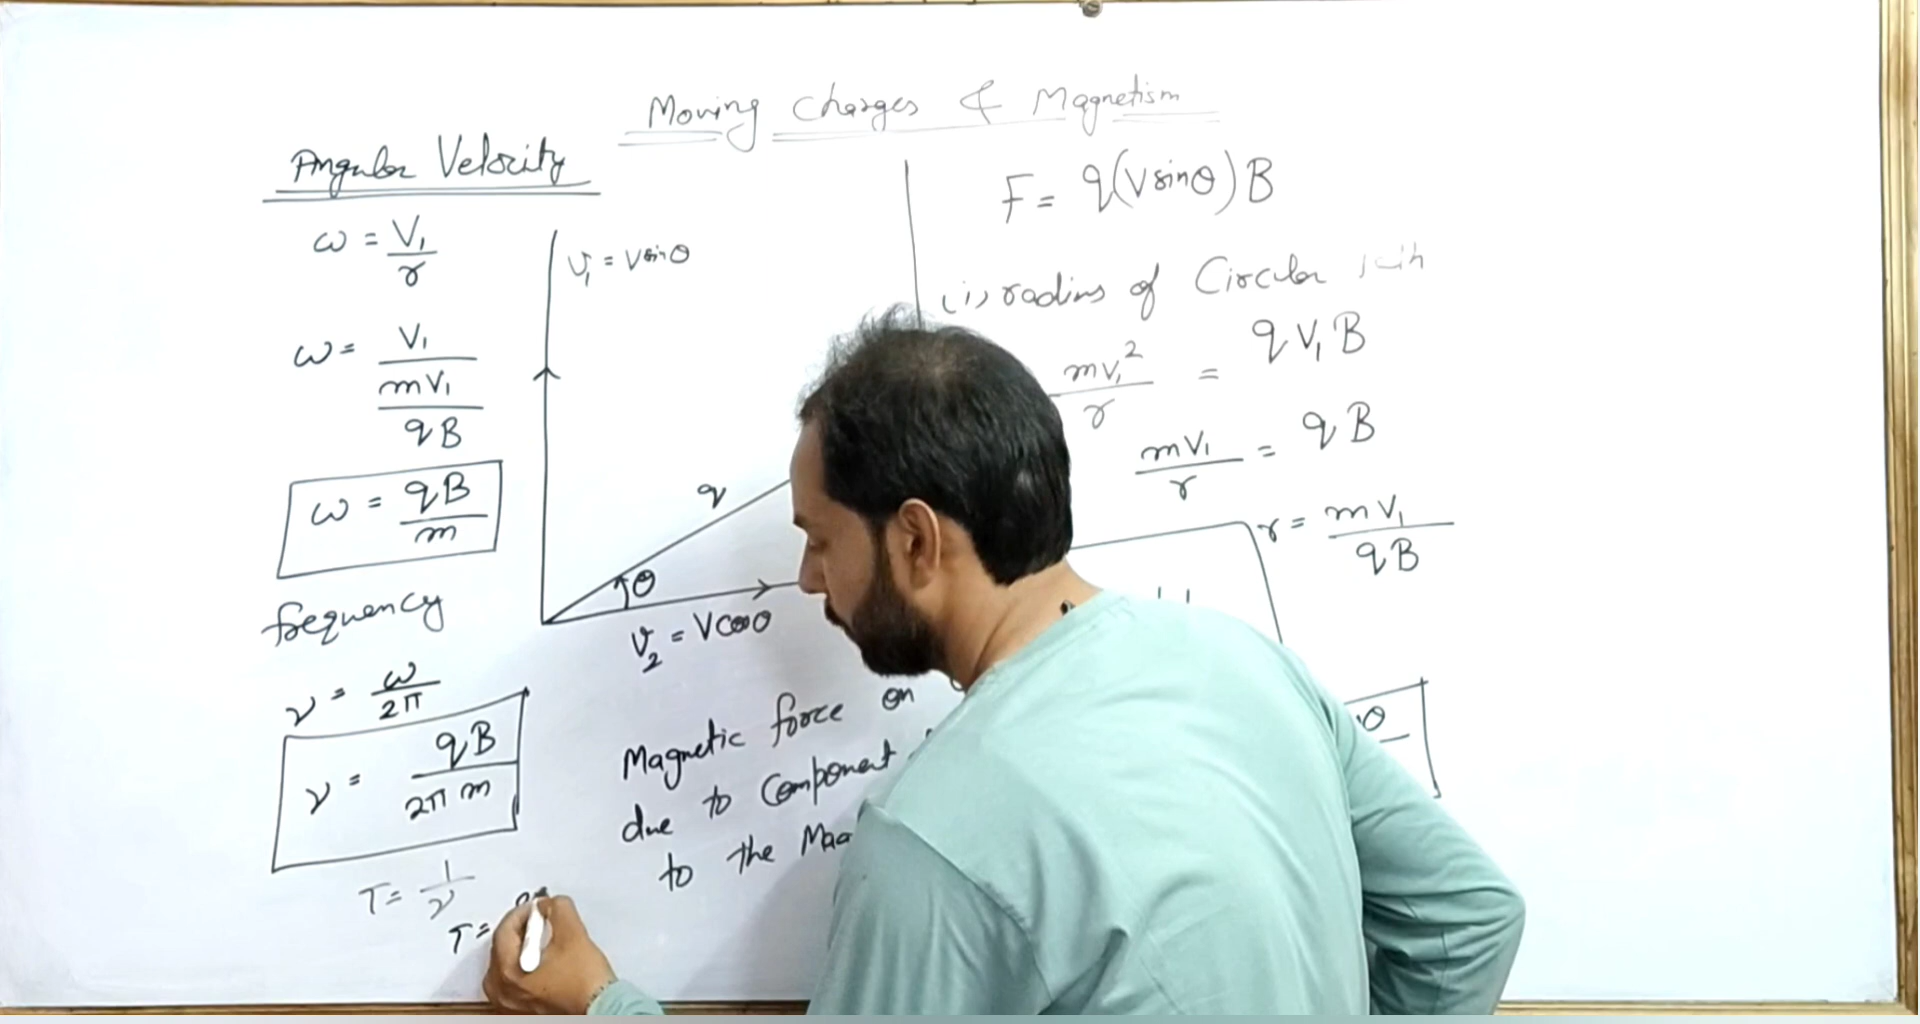 Moving Charges & Magnetism
Angular Velocity
ω = V₁/r
ω = V₁/(mV₁/qB)
ω = qB/m
frequency
ν = ω/2π
ν = qB/2πm
T = 1/ν
T =
V₁ = Vsinθ
q
θ
V₂ = Vcosθ
Magnetic force on
due to Component
to the
F = q(Vsinθ)B
(i) radius of Circular
mV₁²/r = qV₁B
mV₁/r = qB
r = mV₁/qB
θ